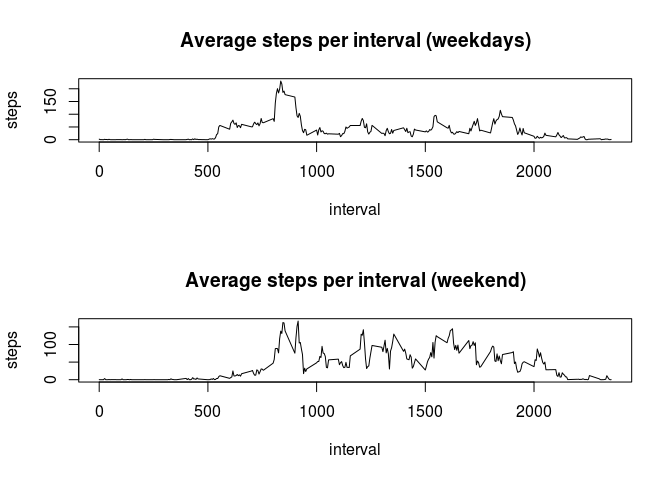 Average steps per interval (weekdays)
steps
150
0
0 500 1000 1500 2000
interval
Average steps per interval (weekend)
steps
100
0
0 500 1000 1500 2000
interval